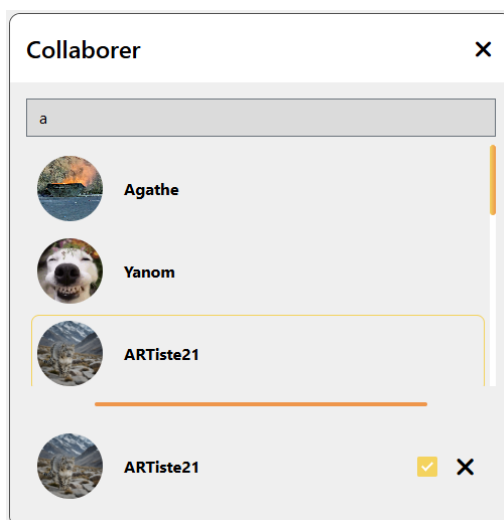 Collaborer
a
Agathe
Yanom
ARTiste21
ARTiste21